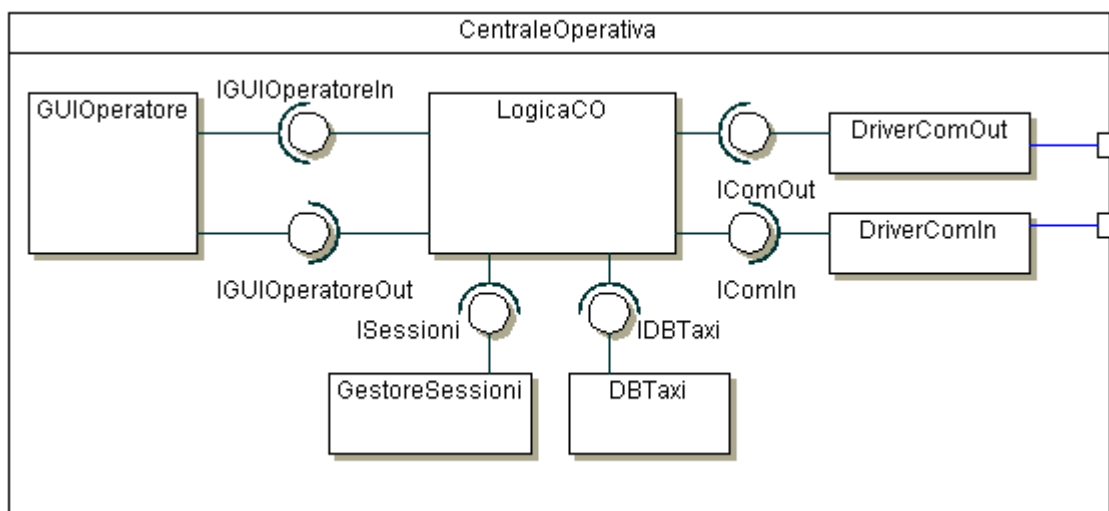 CentraleOperativa
IGUIOperatoreIn
GUIOperatore
LogicaCO
DriverComOut
IComOut
DriverComIn
IGUIOperatoreOut
IComIn
ISessioni
IDBTaxi
GestoreSessioni
DBTaxi